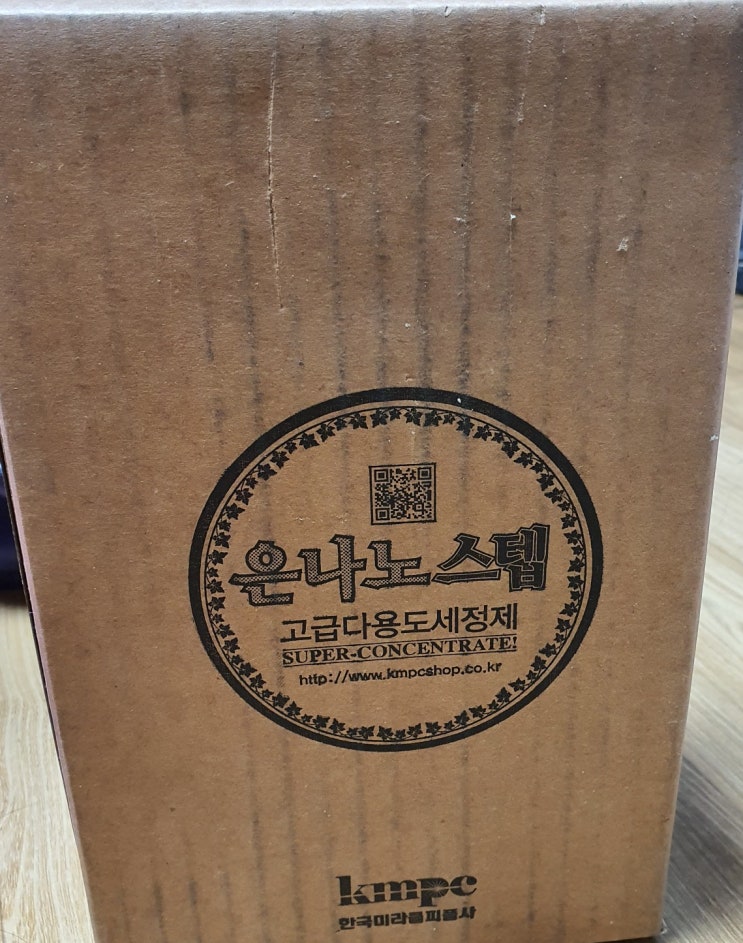 은나노스텝
고급다용도세정제
SUPER-CONCENTRATE!
http://www.kmpcshop.co.kr
kmpc
한국미라클피플사